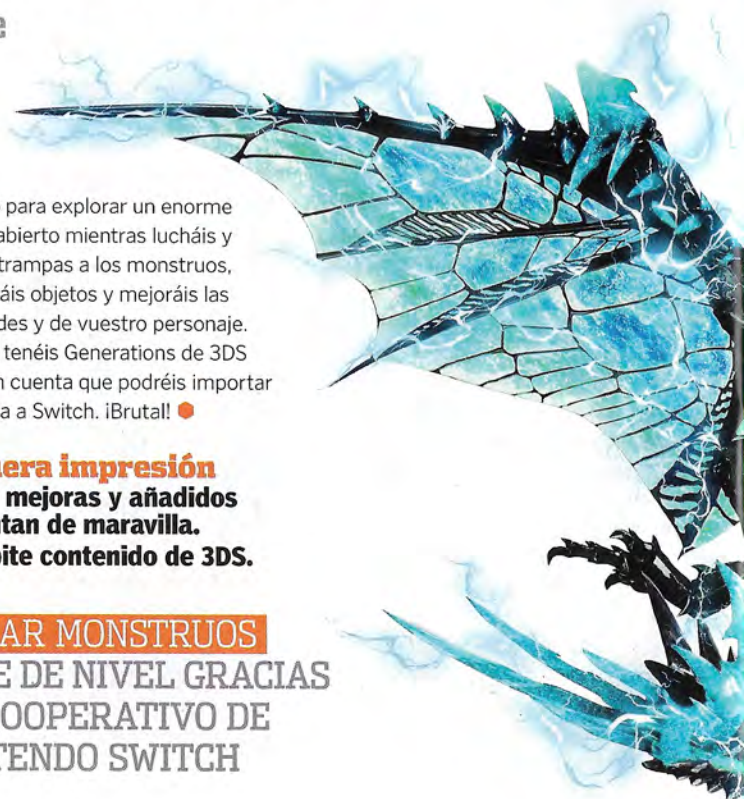 para explorar un enorme
abierto mientras lucháis y
trampas a los monstruos,
áis objetos y mejoráis las
des y de vuestro personaje.
tenéis Generations de 3DS
n cuenta que podréis importar
a a Switch. ¡Brutal!
era impresión
mejoras y añadidos
tan de maravilla.
ite contenido de 3DS.
AR MONSTRUOS
E DE NIVEL GRACIAS
OOPERATIVO DE
TENDO SWITCH